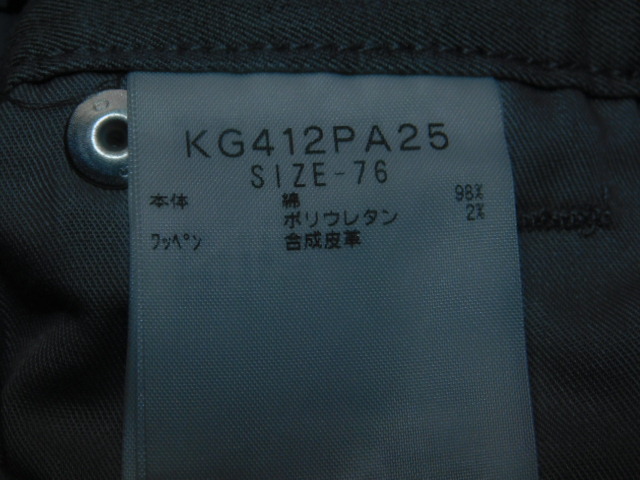 KG412PA25
SIZE-76
本体 綿 98%
ポリウレタン 2%
ワッペン 合成皮革